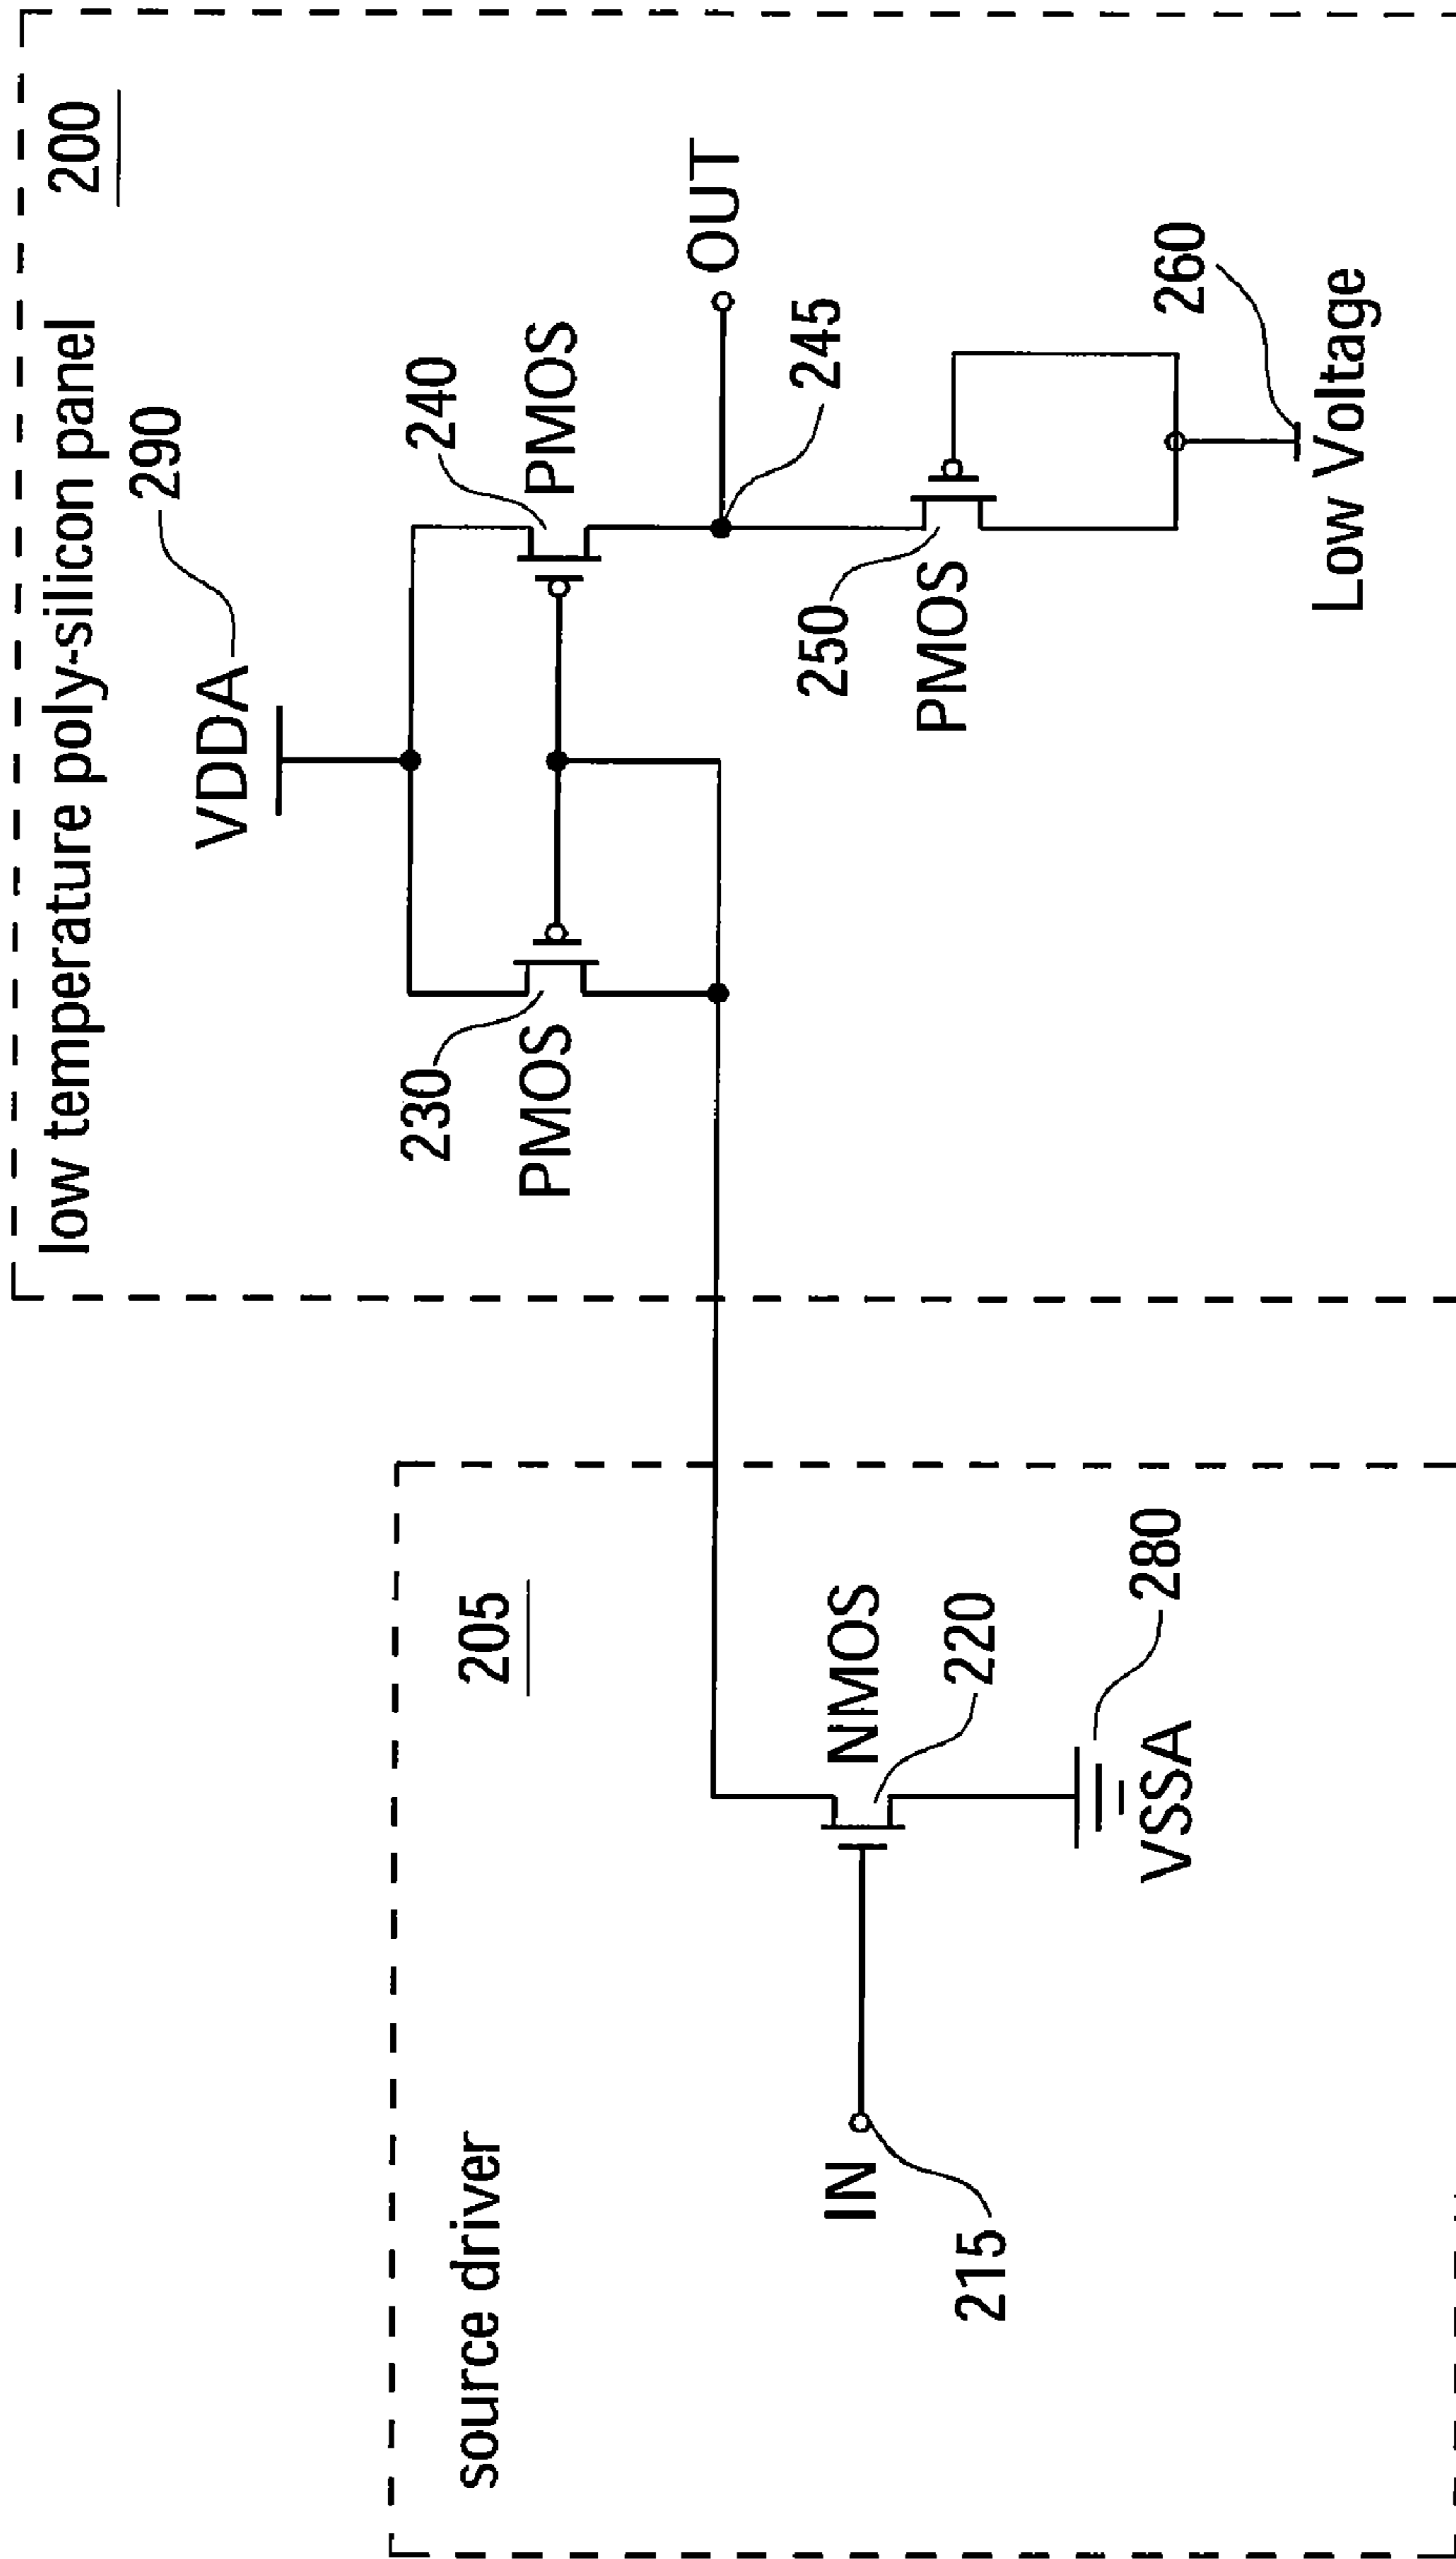 low temperature poly-silicon panel
200
VDDA
290
240
PMOS
230
PMOS
OUT
245
250
PMOS
260
Low Voltage
source driver
205
IN
215
NMOS
220
280
VSSA